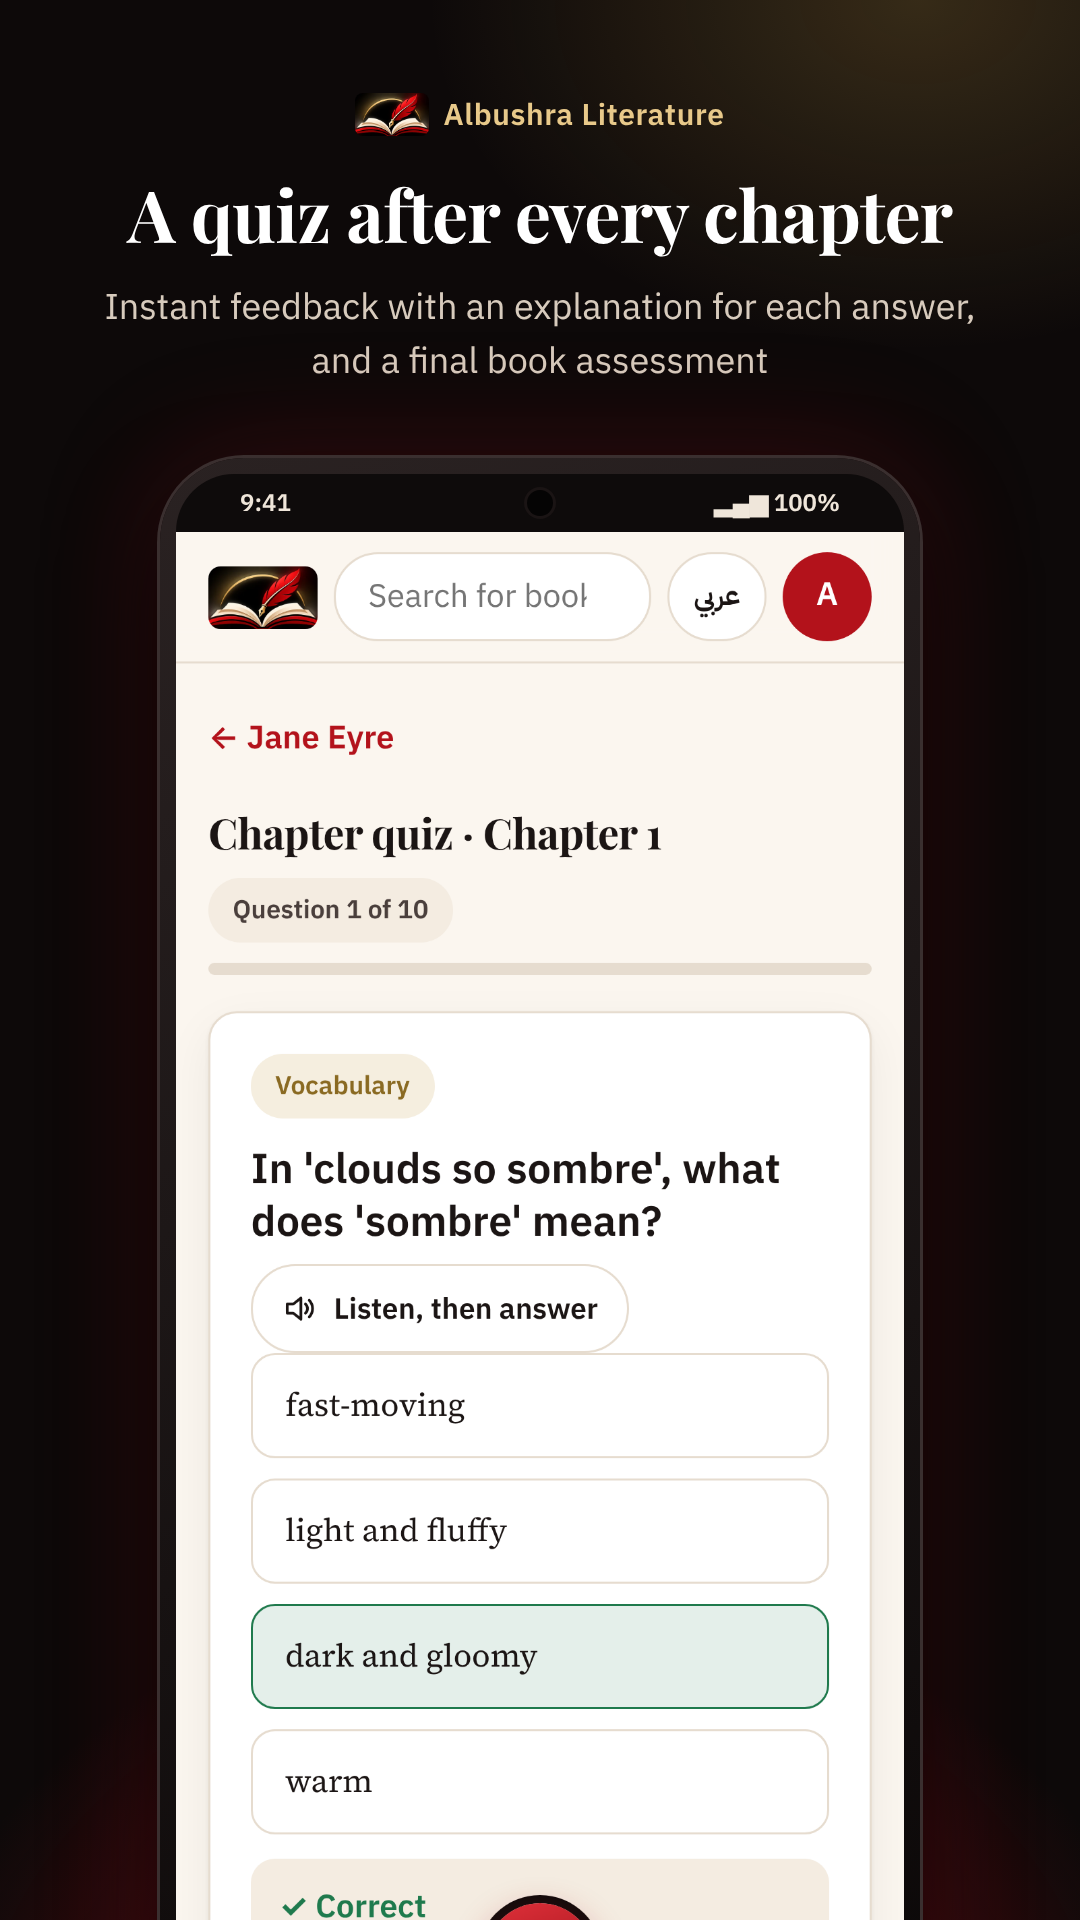 Albushra Literature
A quiz after every chapter
Instant feedback with an explanation for each answer,
and a final book assessment
9:41
100%
Search for book
عربي
A
← Jane Eyre
Chapter quiz · Chapter 1
Question 1 of 10
Vocabulary
In 'clouds so sombre', what
does 'sombre' mean?
Listen, then answer
fast-moving
light and fluffy
dark and gloomy
warm
✓ Correct